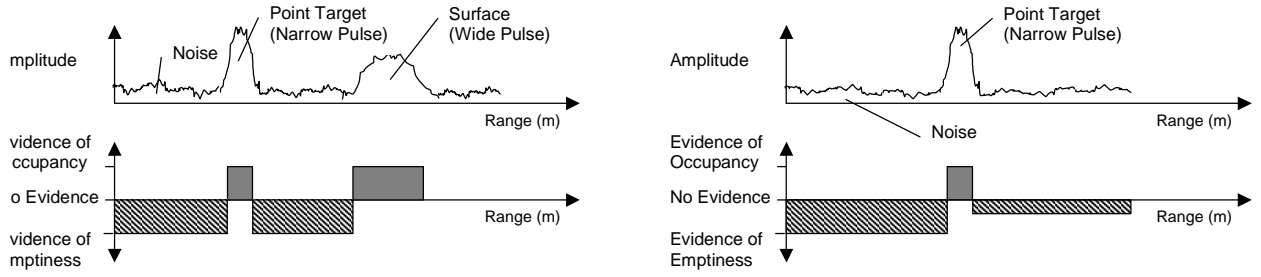 Point Target
(Narrow Pulse)
Surface
(Wide Pulse)
Noise
mplitude
Range (m)
vidence of
ccupancy
o Evidence
Range (m)
vidence of
mptiness
Point Target
(Narrow Pulse)
Amplitude
Range (m)
Noise
Evidence of
Occupancy
No Evidence
Range (m)
Evidence of
Emptiness